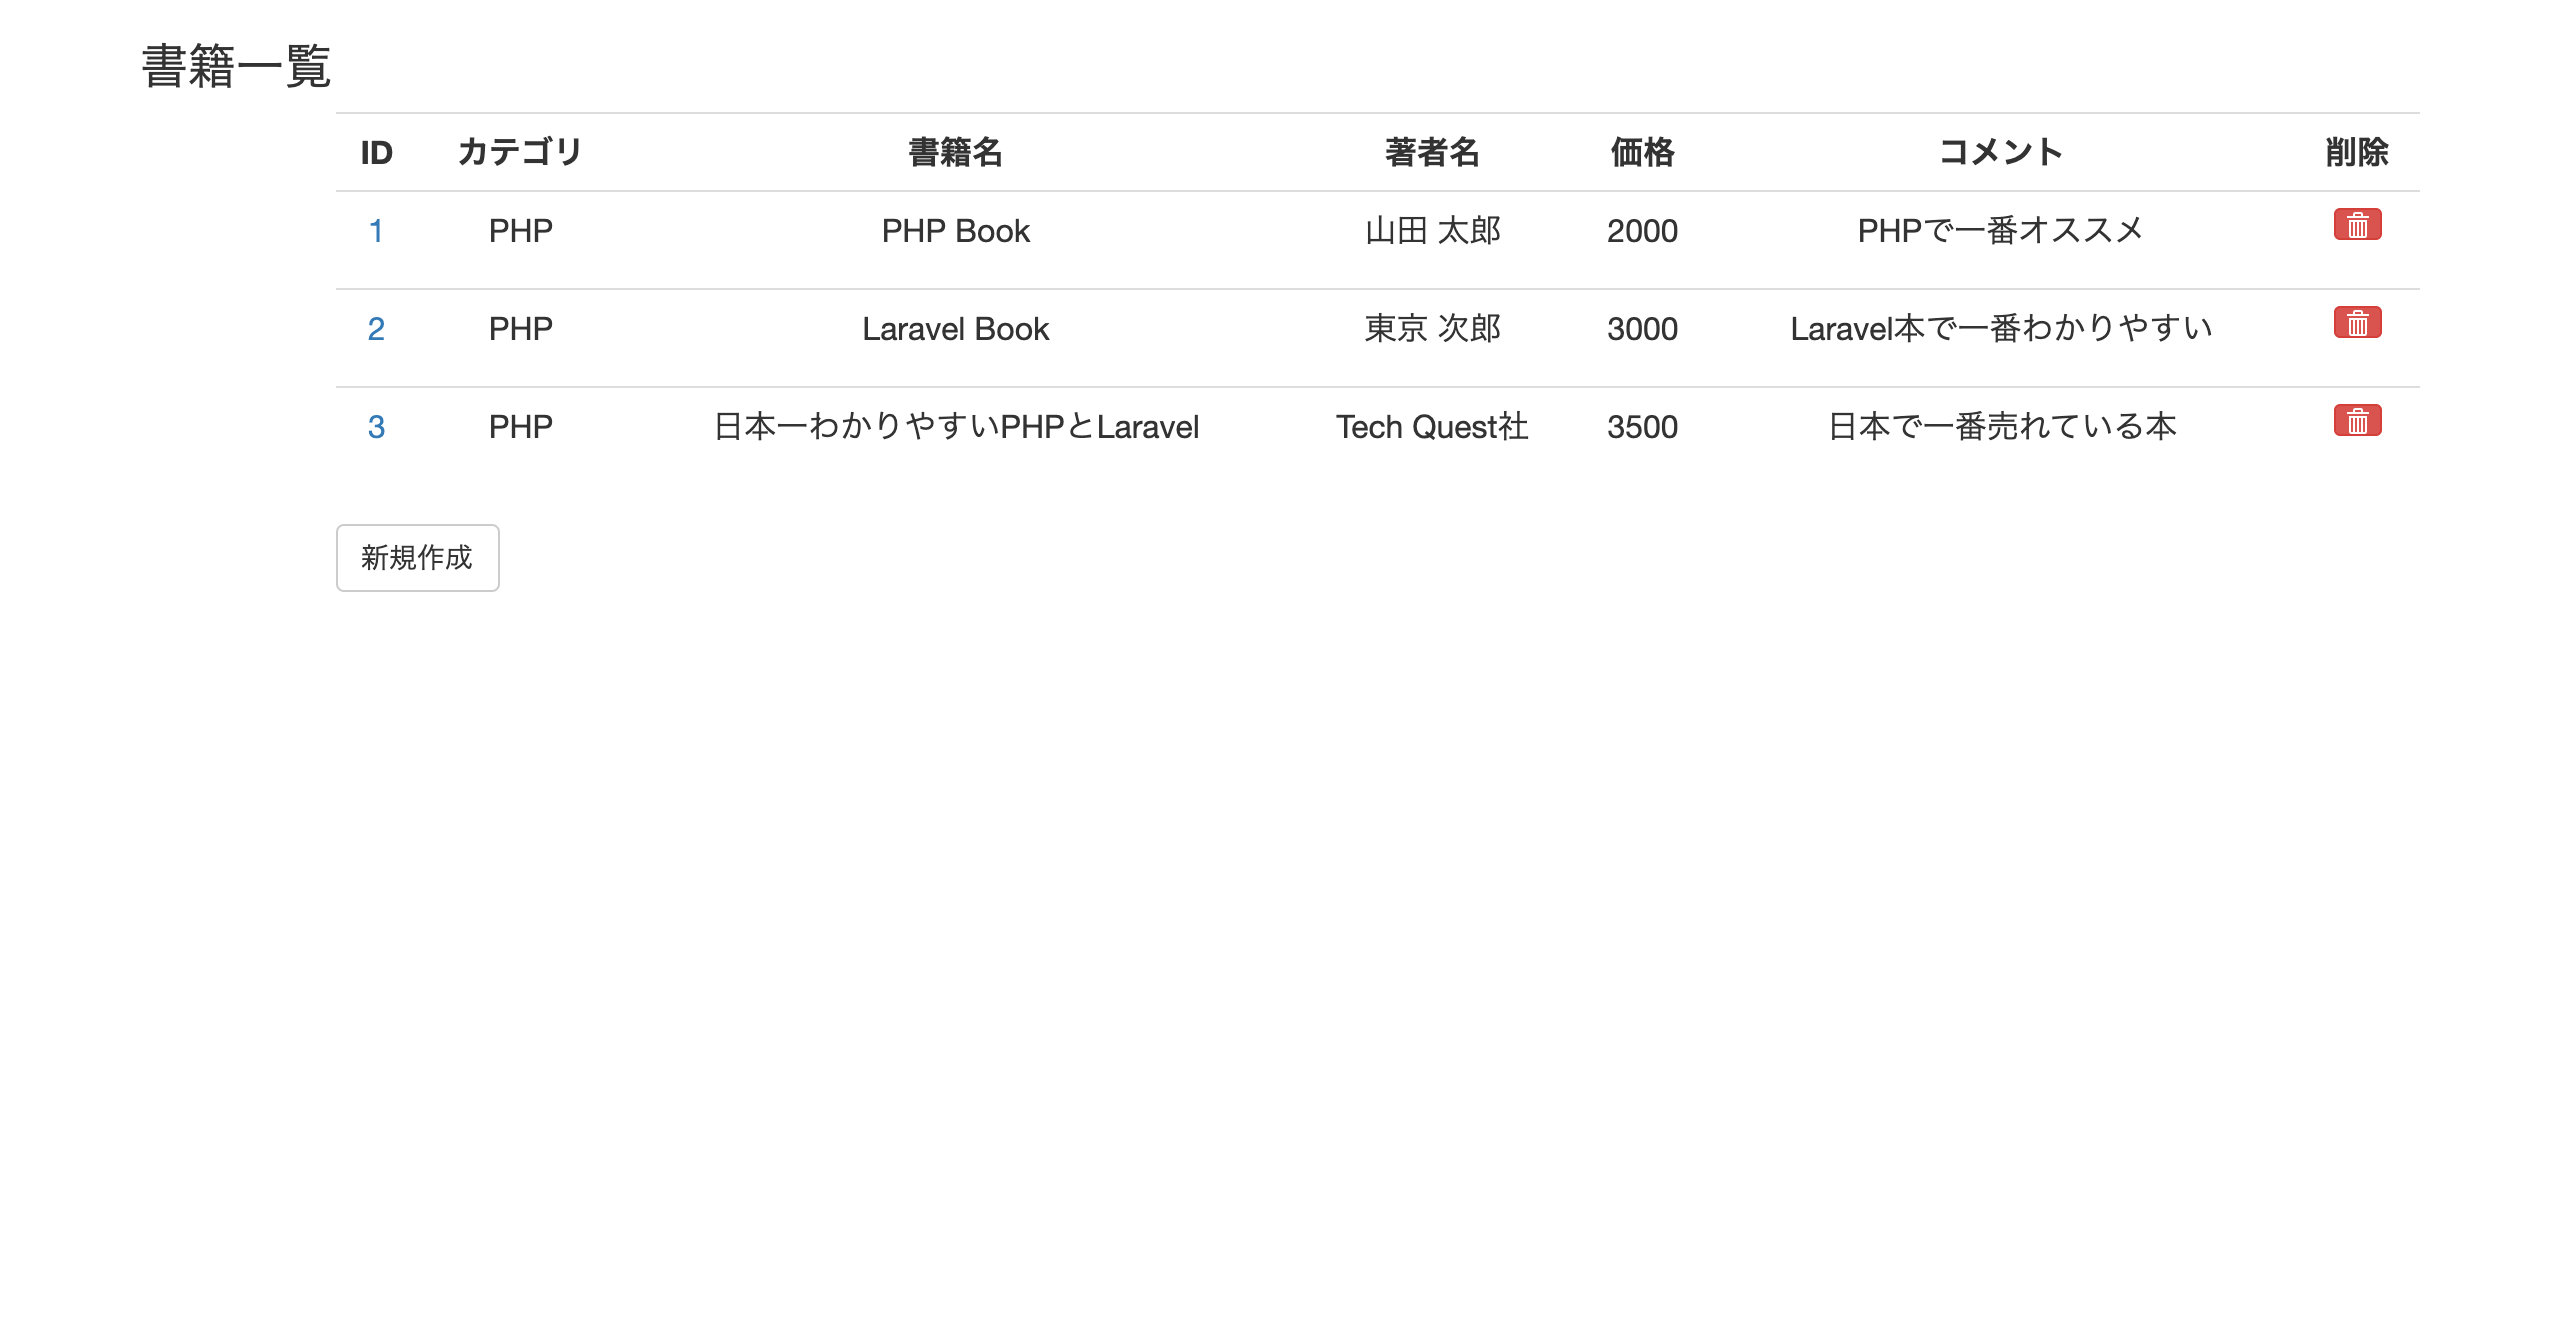 書籍一覧
ID カテゴリ 書籍名 著者名 価格 コメント 削除
1 PHP PHP Book 山田 太郎 2000 PHPで一番オススメ
2 PHP Laravel Book 東京 次郎 3000 Laravel本で一番わかりやすい
3 PHP 日本一わかりやすいPHPとLaravel Tech Quest社 3500 日本で一番売れている本
新規作成